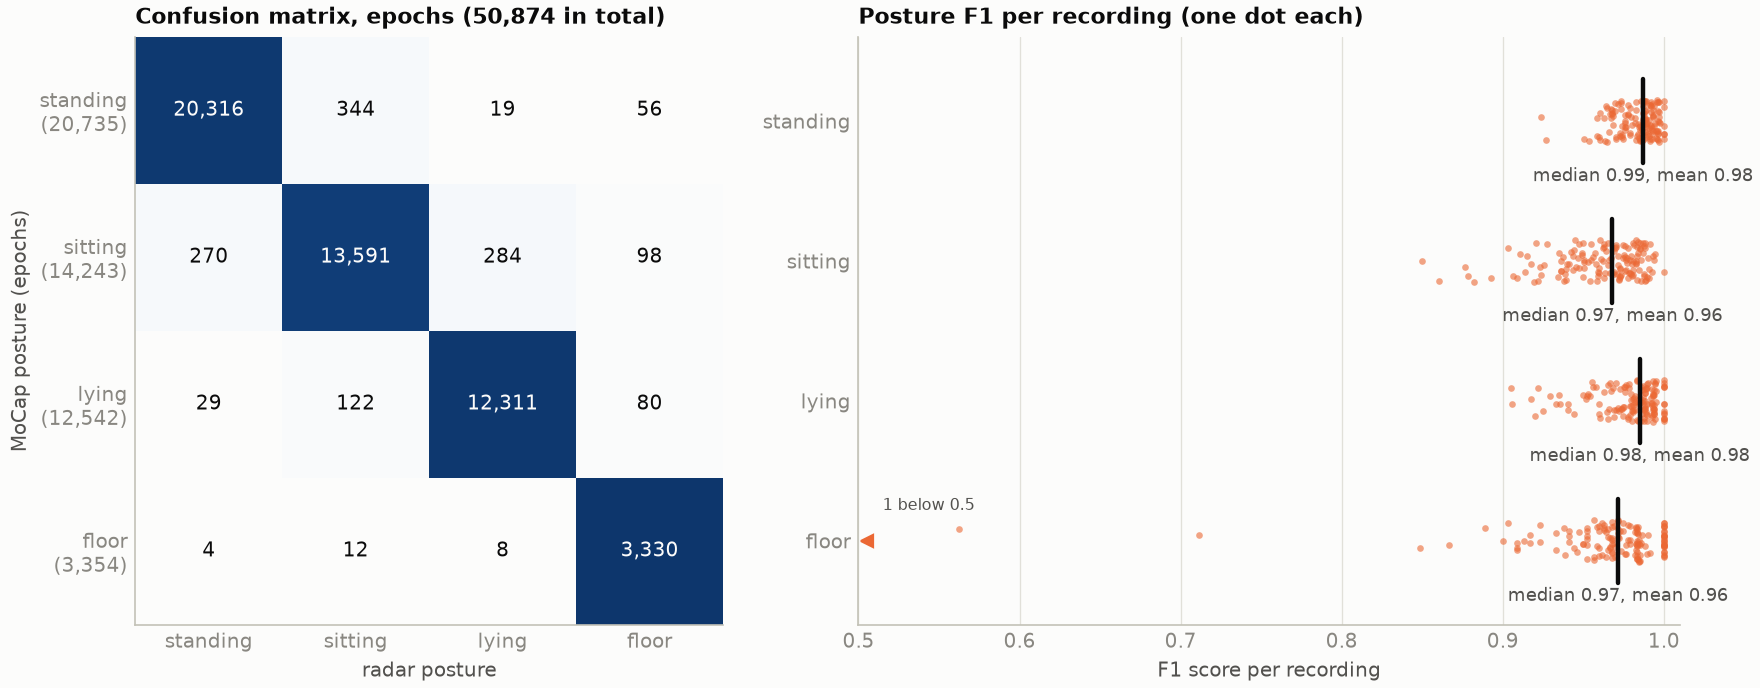 Confusion matrix, epochs (50,874 in total)
MoCap posture (epochs)
standing
(20,735)
20,316 344 19 56
sitting
(14,243)
270 13,591 284 98
lying
(12,542)
29 122 12,311 80
floor
(3,354)
4 12 8 3,330
standing sitting lying floor
radar posture
Posture F1 per recording (one dot each)
standing
median 0.99, mean 0.98
sitting
median 0.97, mean 0.96
lying
median 0.98, mean 0.98
1 below 0.5
floor
median 0.97, mean 0.96
0.5 0.6 0.7 0.8 0.9 1.0
F1 score per recording